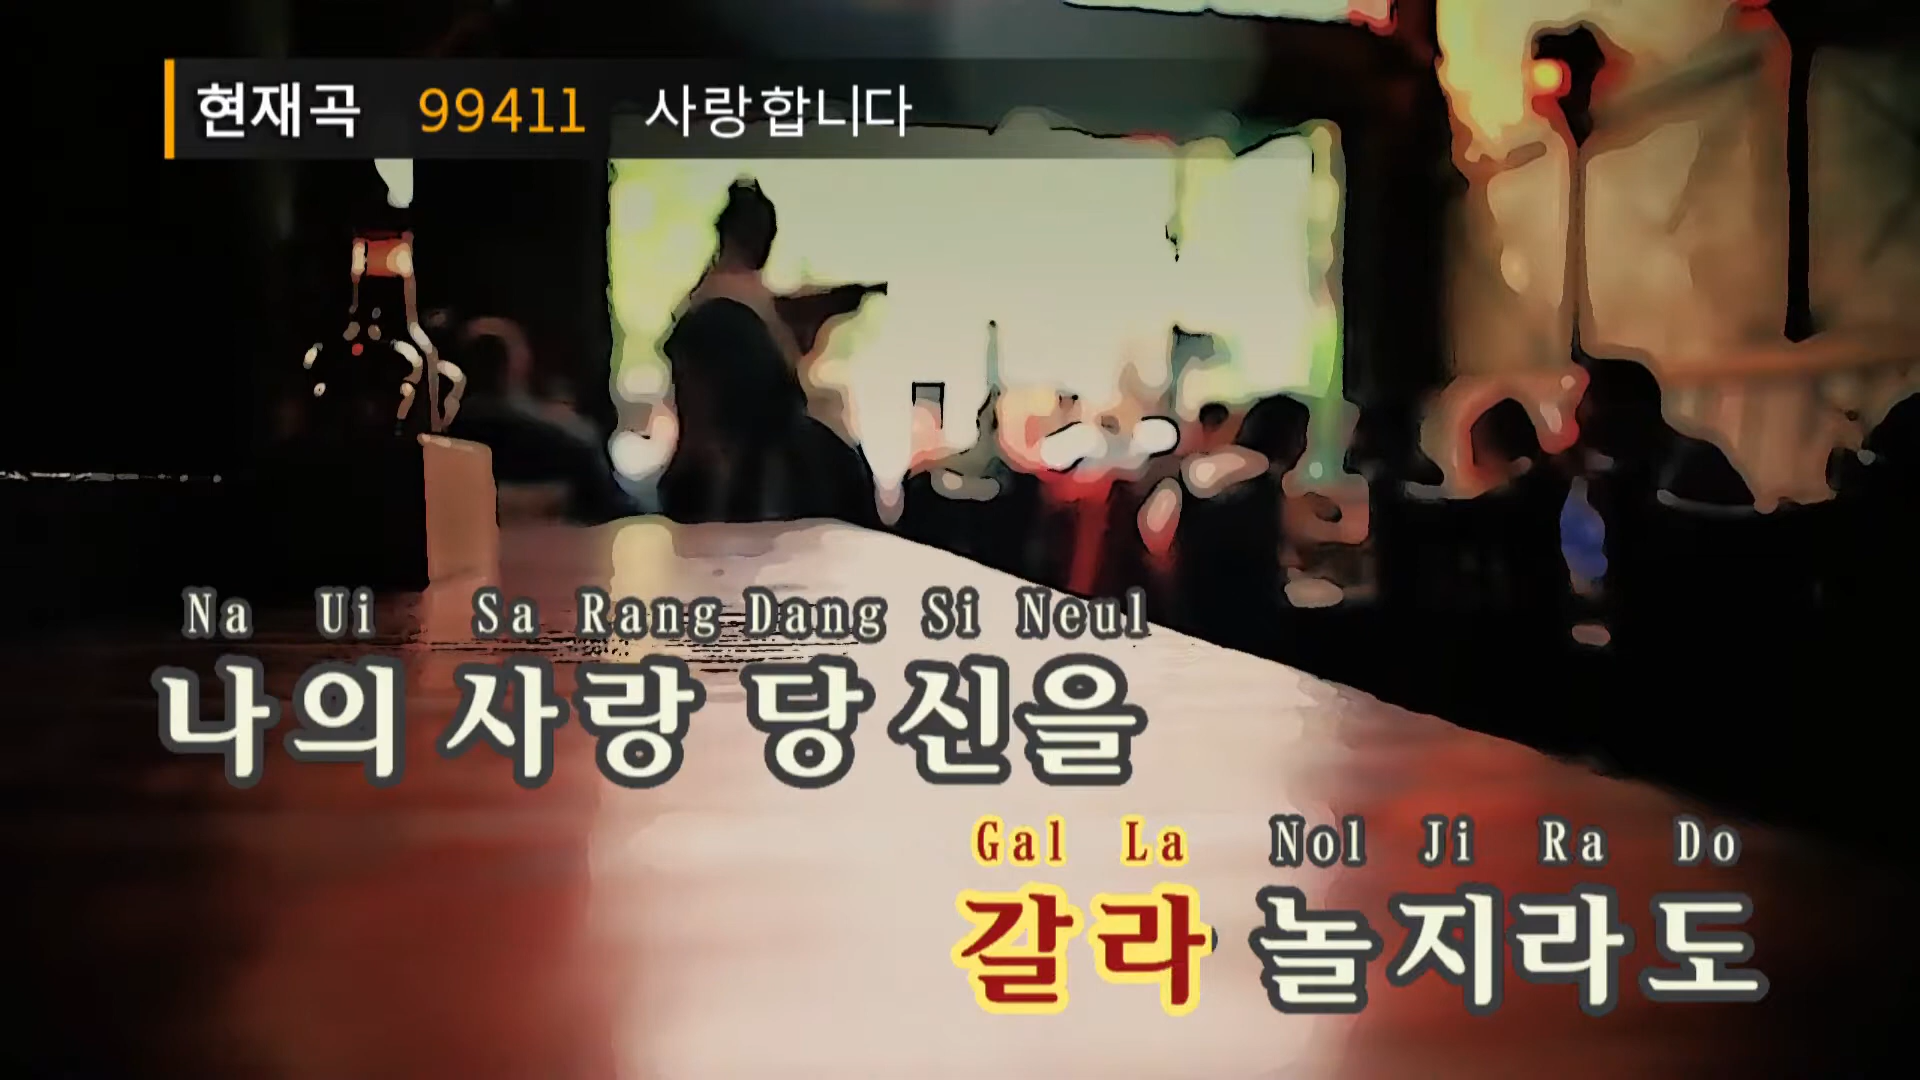 현재곡 99411 사랑합니다
Na Ui Sa Rang Dang Si Neul
나의 사랑 당신을
Gal La Nol Ji Ra Do
갈라 놀지라도